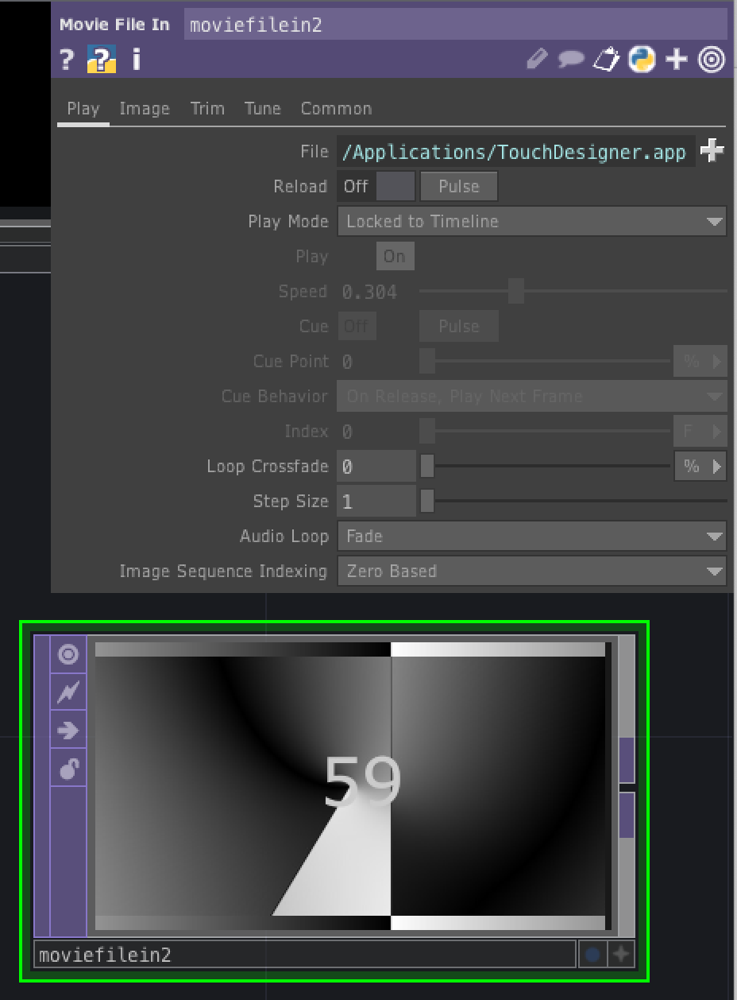 Movie File In moviefilein2
? ? i
Play Image Trim Tune Common
File /Applications/TouchDesigner.app
Reload Off Pulse
Play Mode Locked to Timeline
Play On
Speed 0.304
Cue Off Pulse
Cue Point 0 %
Cue Behavior On Release, Play Next Frame
Index 0 F
Loop Crossfade 0 %
Step Size 1
Audio Loop Fade
Image Sequence Indexing Zero Based
59
moviefilein2